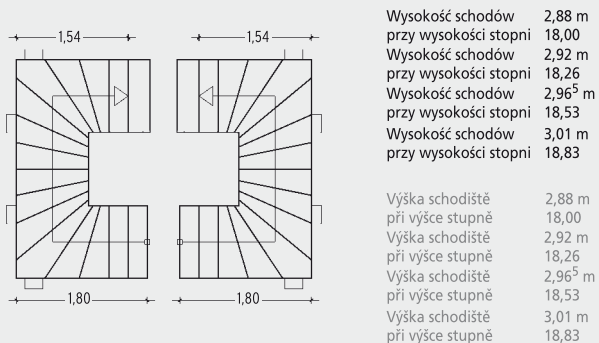 1,54
1,54
1,80
1,80
Wysokość schodów 2,88 m
przy wysokości stopni 18,00
Wysokość schodów 2,92 m
przy wysokości stopni 18,26
Wysokość schodów 2,96⁵ m
przy wysokości stopni 18,53
Wysokość schodów 3,01 m
przy wysokości stopni 18,83
Výška schodiště 2,88 m
při výšce stupně 18,00
Výška schodiště 2,92 m
při výšce stupně 18,26
Výška schodiště 2,96⁵ m
při výšce stupně 18,53
Výška schodiště 3,01 m
při výšce stupně 18,83